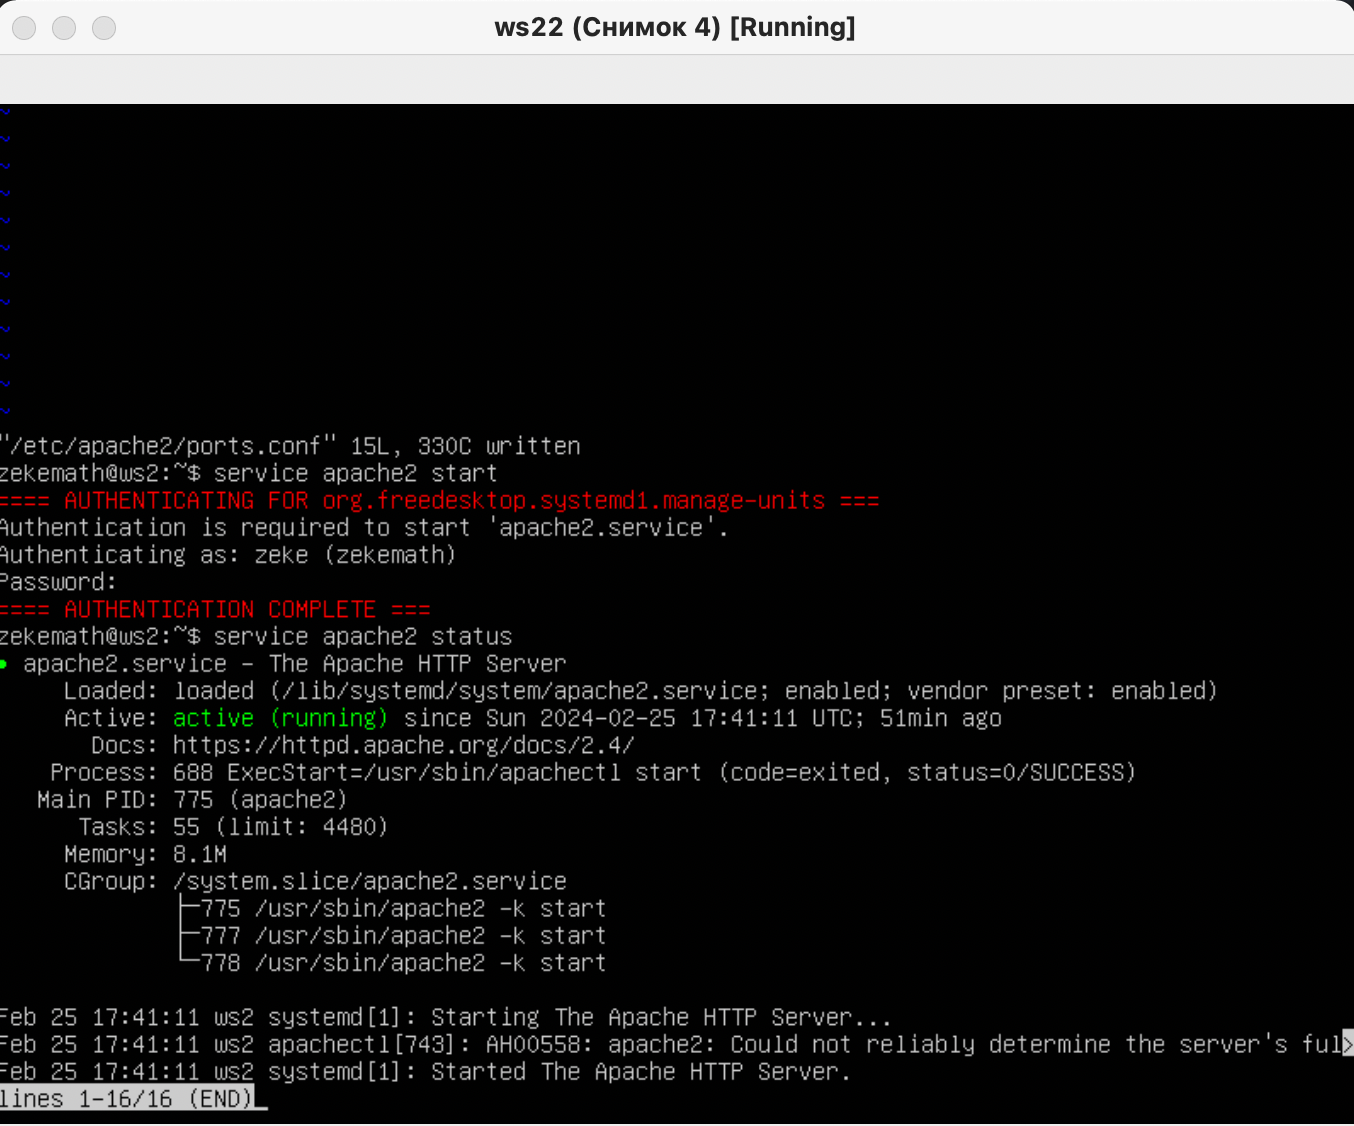 ws22 (Снимок 4) [Running]
~
~
~
~
~
~
~
~
~
~
~
~
"/etc/apache2/ports.conf" 15L, 330C written
zekemath@ws2:~$ service apache2 start
==== AUTHENTICATING FOR org.freedesktop.systemd1.manage-units ===
Authentication is required to start 'apache2.service'.
Authenticating as: zeke (zekemath)
Password:
==== AUTHENTICATION COMPLETE ===
zekemath@ws2:~$ service apache2 status
● apache2.service - The Apache HTTP Server
Loaded: loaded (/lib/systemd/system/apache2.service; enabled; vendor preset: enabled)
Active: active (running) since Sun 2024-02-25 17:41:11 UTC; 51min ago
Docs: https://httpd.apache.org/docs/2.4/
Process: 688 ExecStart=/usr/sbin/apachectl start (code=exited, status=0/SUCCESS)
Main PID: 775 (apache2)
Tasks: 55 (limit: 4480)
Memory: 8.1M
CGroup: /system.slice/apache2.service
├─775 /usr/sbin/apache2 -k start
├─777 /usr/sbin/apache2 -k start
└─778 /usr/sbin/apache2 -k start
Feb 25 17:41:11 ws2 systemd[1]: Starting The Apache HTTP Server...
Feb 25 17:41:11 ws2 apachectl[743]: AH00558: apache2: Could not reliably determine the server's ful>
Feb 25 17:41:11 ws2 systemd[1]: Started The Apache HTTP Server.
lines 1-16/16 (END)